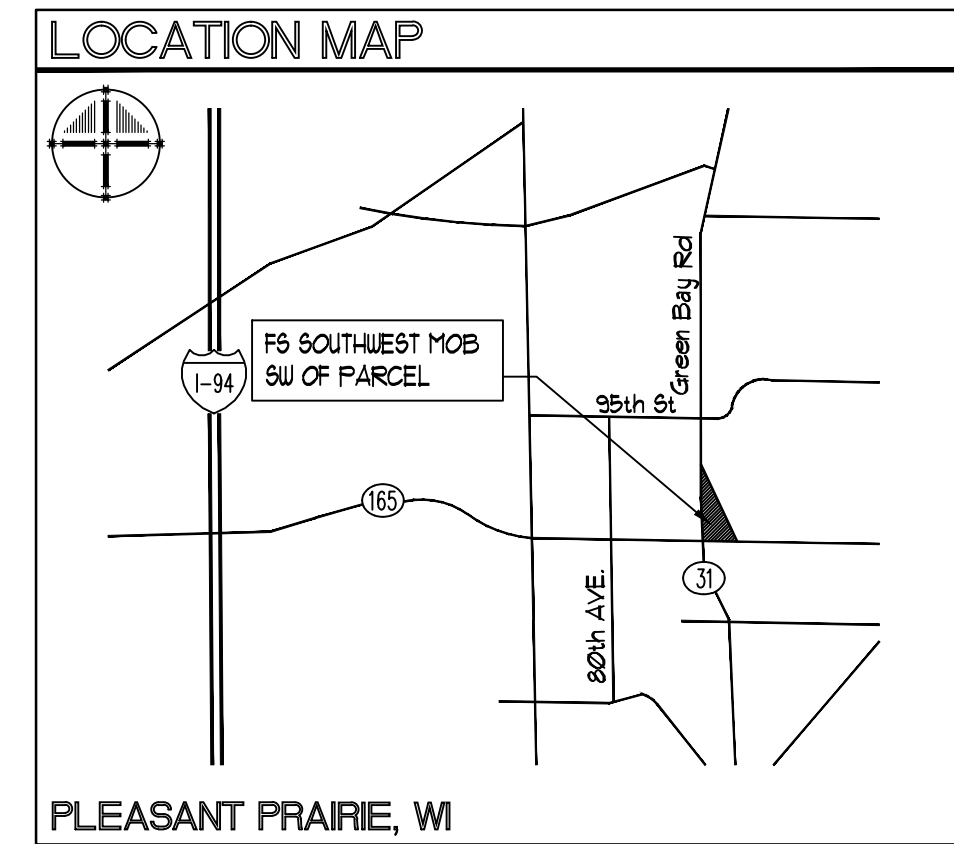 LOCATION MAP
Green Bay Rd
FS SOUTHWEST MOB
SW OF PARCEL
I-94
95th St
165
31
80th AVE.
PLEASANT PRAIRIE, WI